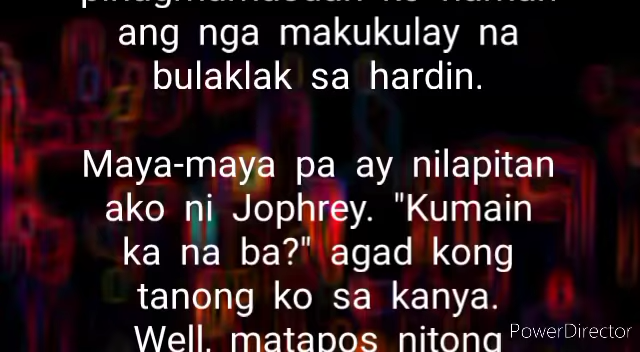 ang nga makukulay na
bulaklak sa hardin.
Maya-maya pa ay nilapitan
ako ni Jophrey. "Kumain
ka na ba?" agad kong
tanong ko sa kanya.
Well, matapos nitong
PowerDirector